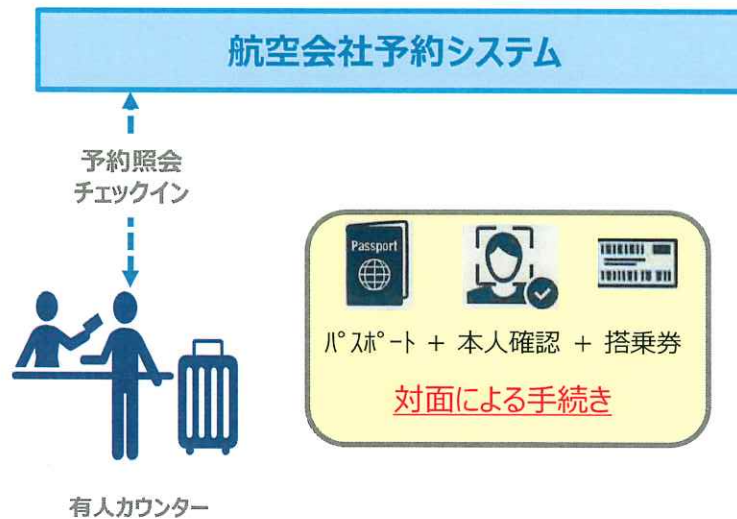 航空会社予約システム
予約照会
チェックイン
Passport
ﾊﾟｽﾎﾟｰﾄ + 本人確認 + 搭乗券
対面による手続き
有人カウンター